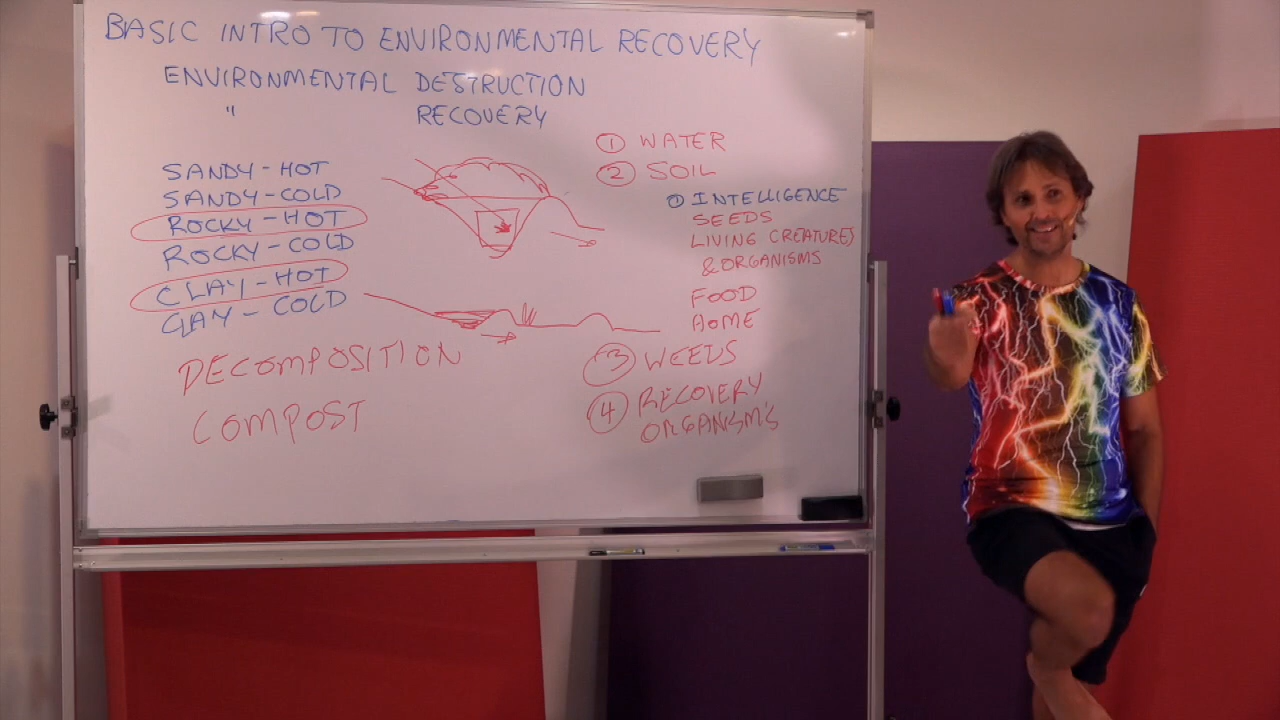 BASIC INTRO TO ENVIRONMENTAL RECOVERY
ENVIRONMENTAL DESTRUCTION
" RECOVERY
SANDY-HOT
SANDY-COLD
ROCKY-HOT
ROCKY-COLD
CLAY-HOT
CLAY-COLD
DECOMPOSITION
COMPOST
① WATER
② SOIL
① INTELLIGENCE
SEEDS
LIVING CREATURES
& ORGANISMS
FOOD
HOME
③ WEEDS
④ RECOVERY
ORGANISM'S